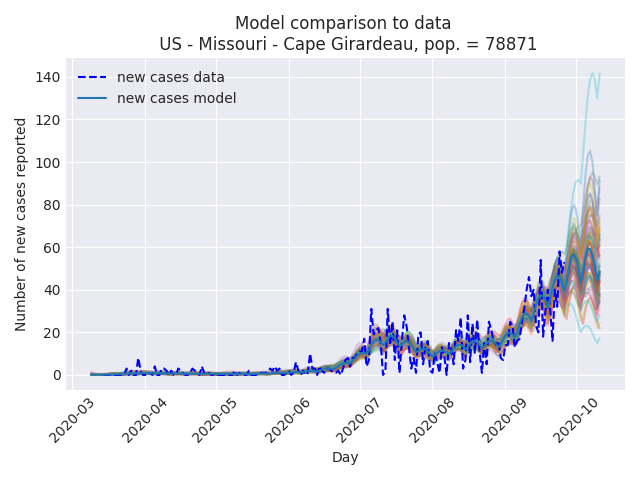 Model comparison to data
US - Missouri - Cape Girardeau, pop. = 78871
new cases data
new cases model
Number of new cases reported
140
120
100
80
60
40
20
0
2020-03
2020-04
2020-05
2020-06
2020-07
2020-08
2020-09
2020-10
Day